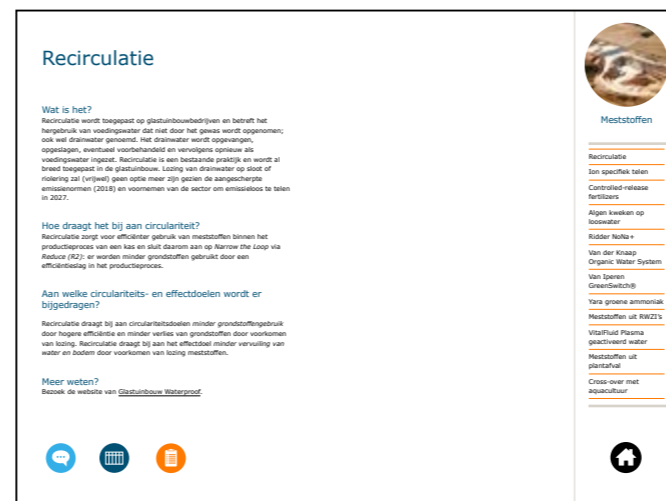 Recirculatie
Wat is het?
Recirculatie wordt toegepast op glastuinbouwbedrijven en betreft het
hergebruik van voedingswater dat niet door het gewas wordt opgenomen;
ook wel drainwater genoemd. Het drainwater wordt opgevangen,
opgeslagen, eventueel voorbehandeld en vervolgens opnieuw als
voedingswater ingezet. Recirculatie is een bestaande praktijk en wordt al
breed toegepast in de glastuinbouw. Lozing van drainwater op sloot of
riolering zal (vrijwel) geen optie meer zijn gezien de aangescherpte
emissienormen (2018) en voornemen van de sector om emissieloos te telen
in 2027.
Hoe draagt het bij aan circulariteit?
Recirculatie zorgt voor efficiënter gebruik van meststoffen binnen het
productieproces van een kas en sluit daarom aan op Narrow the Loop via
Reduce (R2): er worden minder grondstoffen gebruikt door een
efficiëntieslag in het productieproces.
Aan welke circulariteits- en effectdoelen wordt er
bijgedragen?
Recirculatie draagt bij aan circulariteitsdoelen minder grondstoffengebruik
door hogere efficiëntie en minder verlies van grondstoffen door voorkomen
van lozing. Recirculatie draagt bij aan het effectdoel minder vervuiling van
water en bodem door voorkomen van lozing meststoffen.
Meer weten?
Bezoek de website van Glastuinbouw Waterproof.
Meststoffen
Recirculatie
Ion specifiek telen
Controlled-release
fertilizers
Algen kweken op
looswater
Ridder NoNa+
Van der Knaap
Organic Water System
Van Iperen
GreenSwitch®
Yara groene ammoniak
Meststoffen uit RWZI's
VitalFluid Plasma
geactiveerd water
Meststoffen uit
plantafval
Cross-over met
aquacultuur